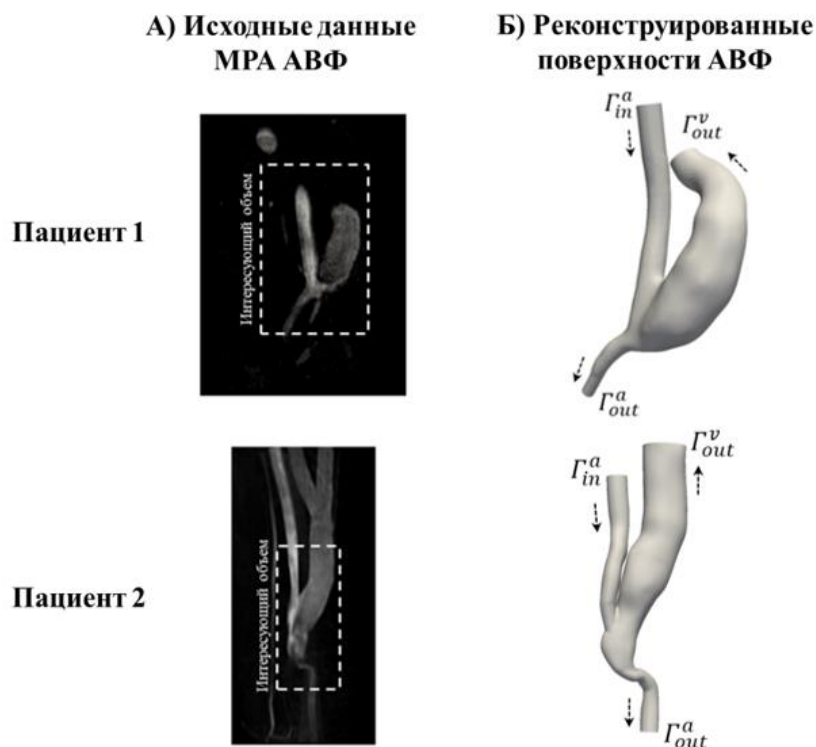 А) Исходные данные
МРА АВФ
Б) Реконструированные
поверхности АВФ
Пациент 1
Интересующий объем
Γ_in^a
Γ_out^v
Γ_out^a
Пациент 2
Интересующий объем
Γ_in^a
Γ_out^v
Γ_out^a